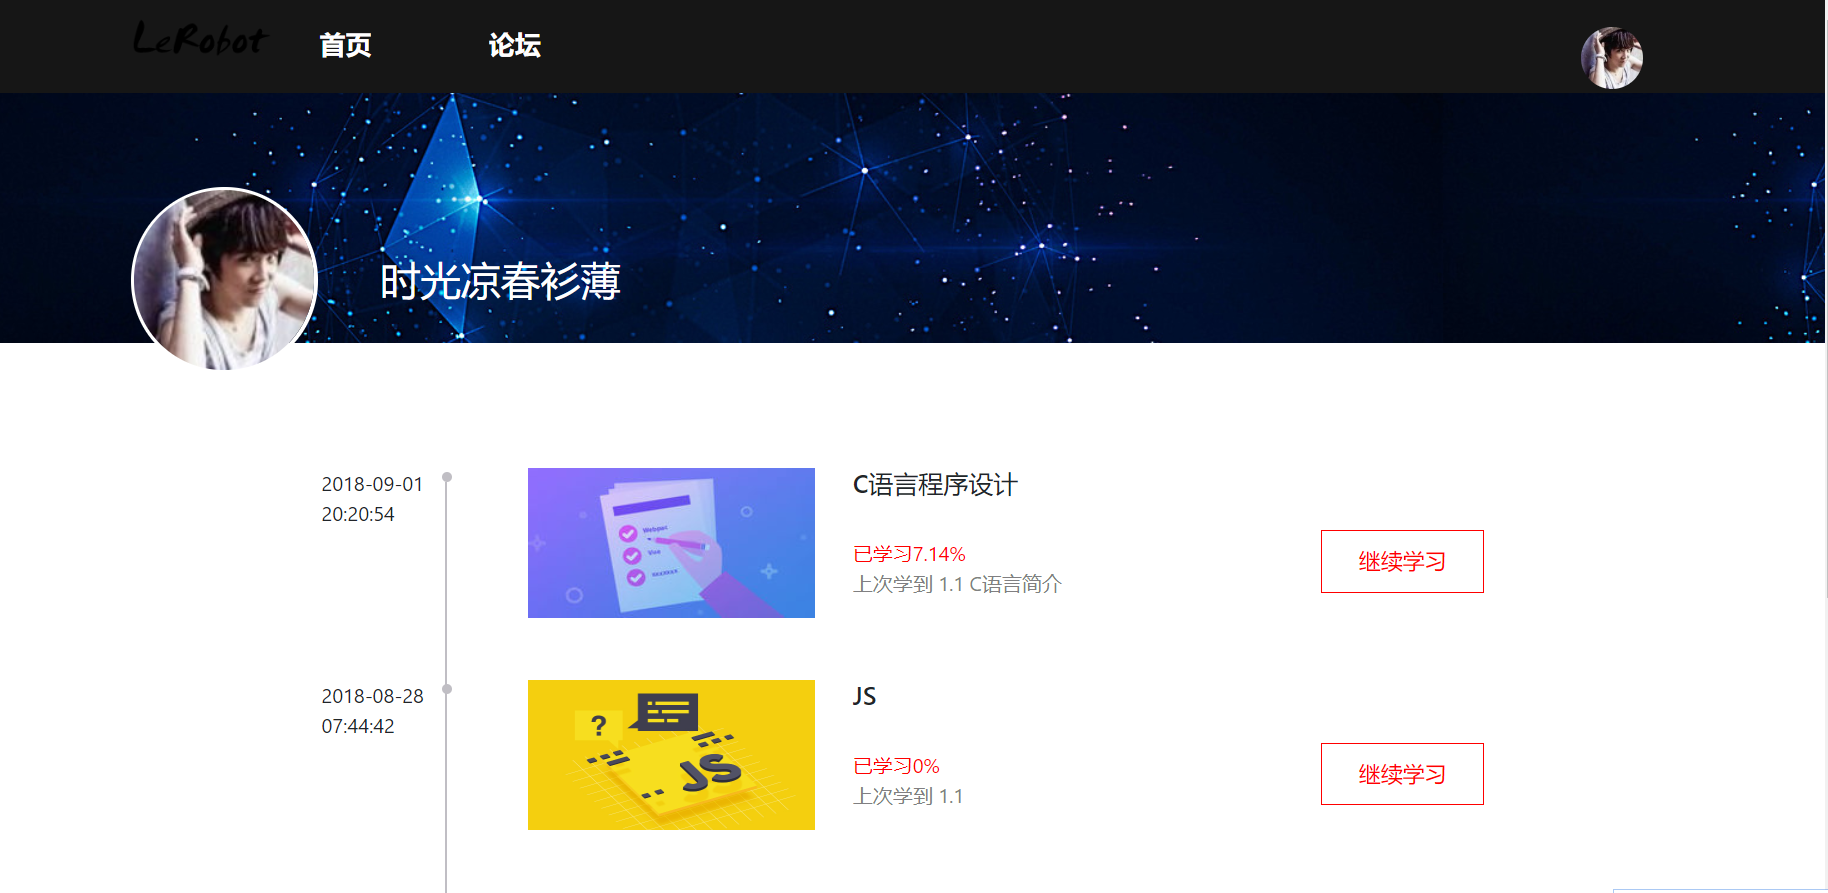 LeRobot
首页
论坛
时光凉春衫薄
2018-09-01
20:20:54
Webpac
Vue
C语言程序设计
已学习7.14%
上次学到 1.1 C语言简介
继续学习
2018-08-28
07:44:42
?
JS
JS
已学习0%
上次学到 1.1
继续学习